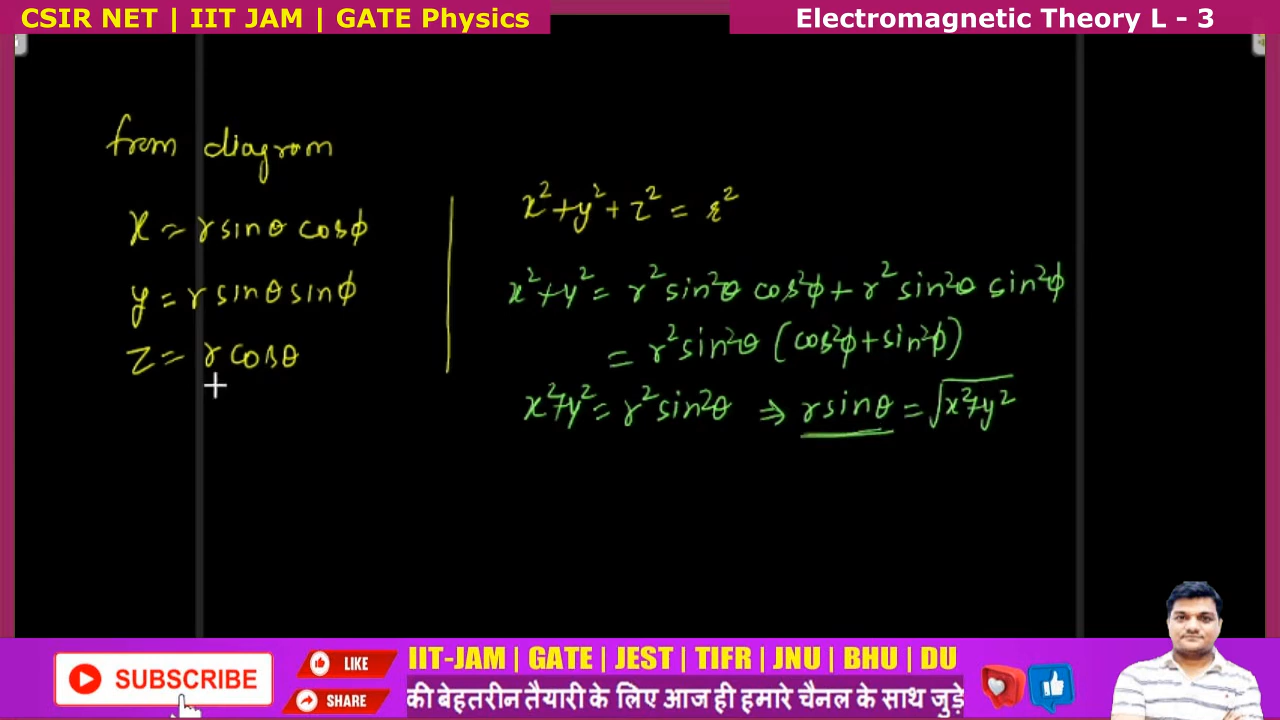 CSIR NET | IIT JAM | GATE Physics
Electromagnetic Theory L - 3
from diagram
x = r sinθ cosϕ
y = r sinθ sinϕ
z = r cosθ
x² + y² + z² = r²
x² + y² = r² sin²θ cos²ϕ + r² sin²θ sin²ϕ
= r² sin²θ (cos²ϕ + sin²ϕ)
x² + y² = r² sin²θ ⇒ r sinθ = √x² + y²
SUBSCRIBE
LIKE
SHARE
IIT-JAM | GATE | JEST | TIFR | JNU | BHU | DU
की बेहतरीन तैयारी के लिए आज ही हमारे चैनल के साथ जुड़े